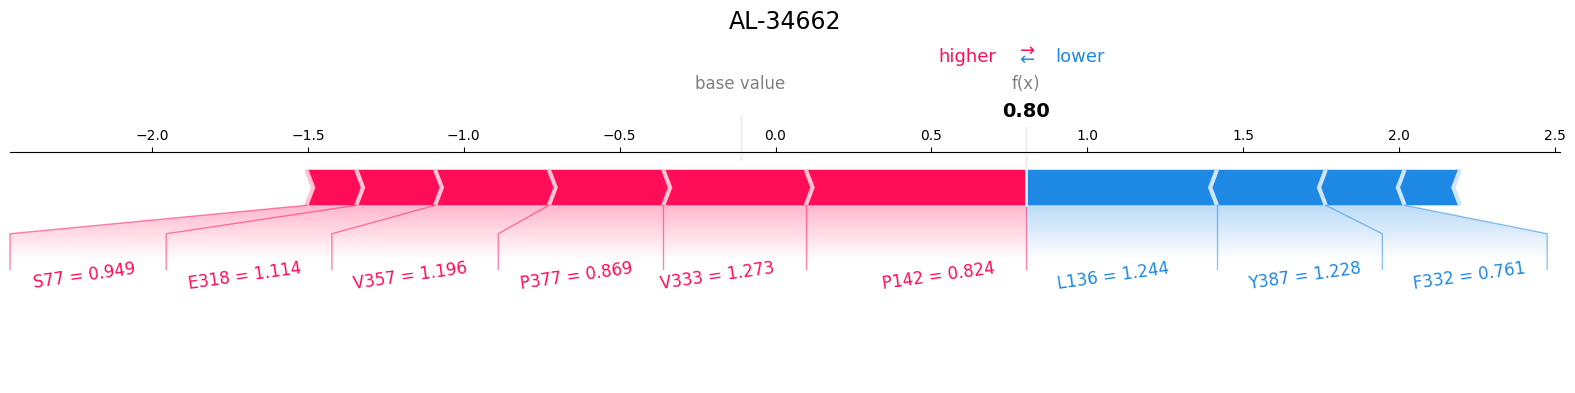 AL-34662
higher ⇄ lower
base value f(x)
0.80
−2.0 −1.5 −1.0 −0.5 0.0 0.5 1.0 1.5 2.0 2.5
S77 = 0.949 E318 = 1.114 V357 = 1.196 P377 = 0.869 V333 = 1.273 P142 = 0.824 L136 = 1.244 Y387 = 1.228 F332 = 0.761